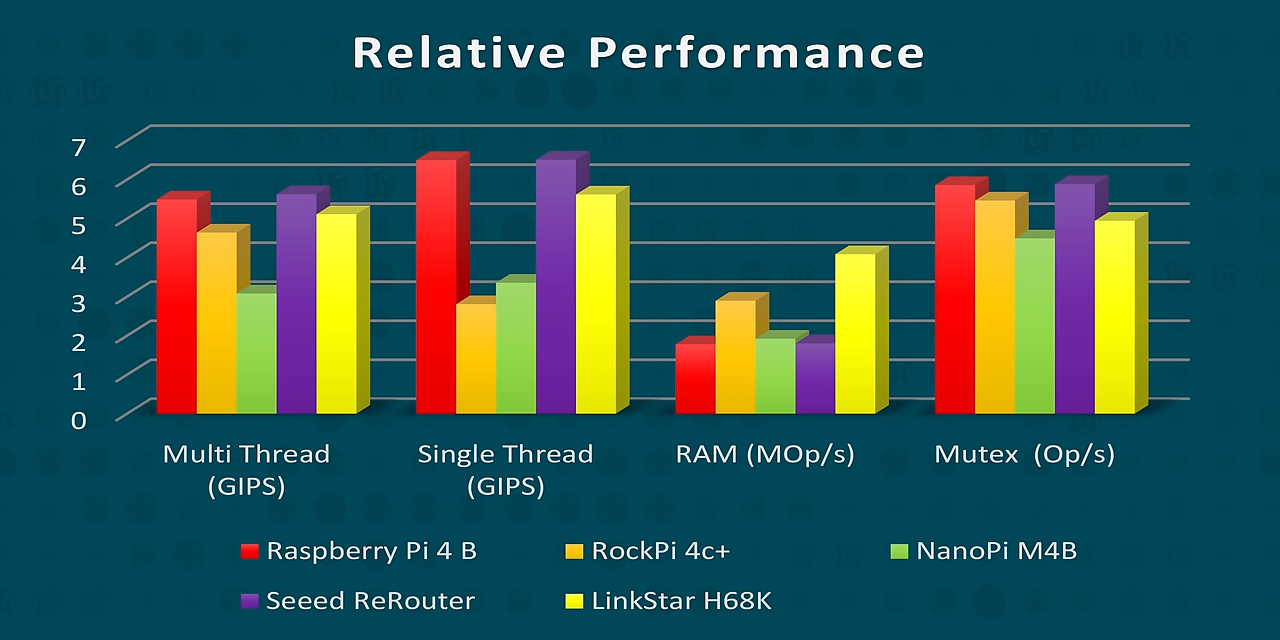 Relative Performance
7
6
5
4
3
2
1
0
Multi Thread
(GIPS)
Single Thread
(GIPS)
RAM (MOp/s)
Mutex  (Op/s)
Raspberry Pi 4 B
RockPi 4c+
NanoPi M4B
Seeed ReRouter
LinkStar H68K